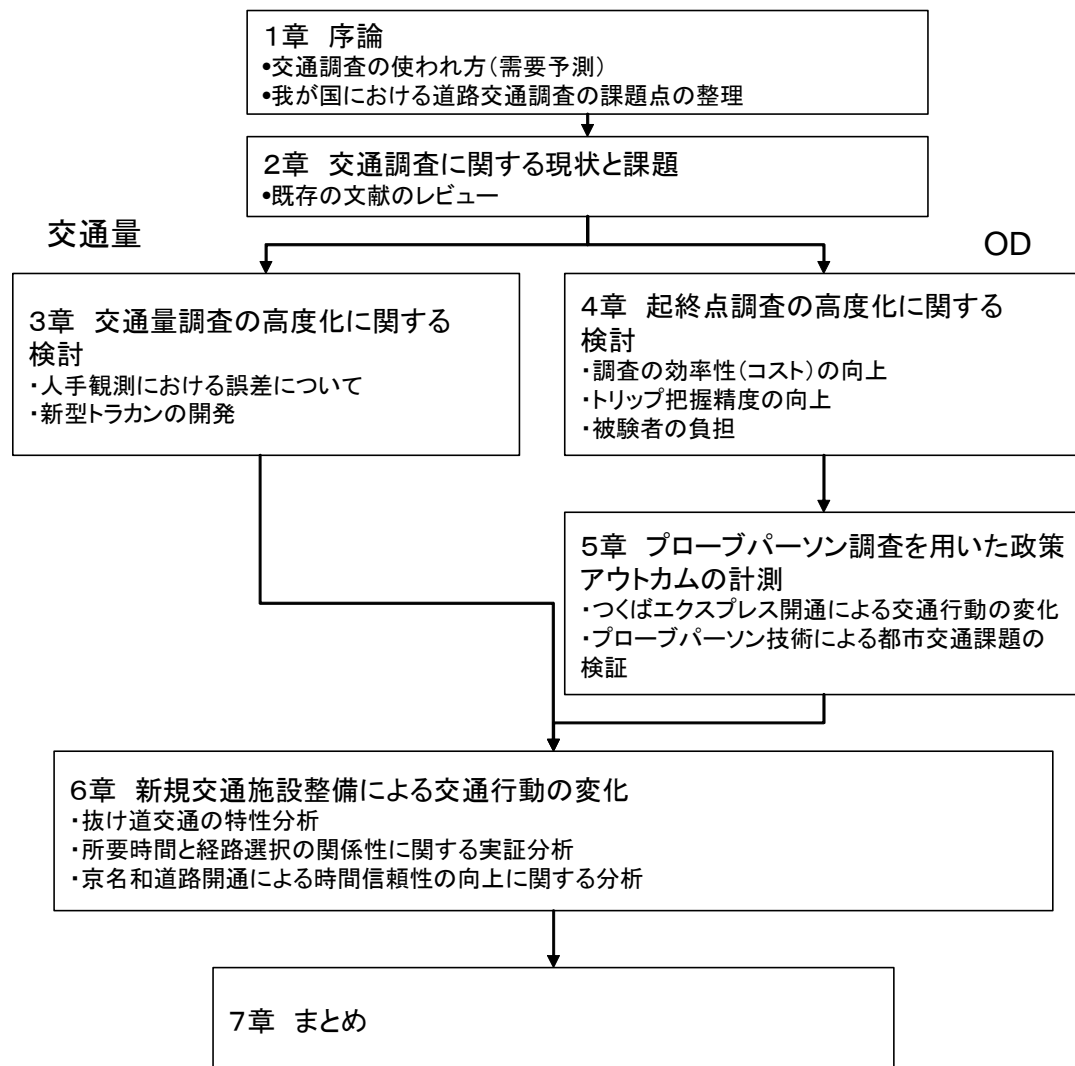 1章 序論
•交通調査の使われ方(需要予測)
•我が国における道路交通調査の課題点の整理
2章 交通調査に関する現状と課題
•既存の文献のレビュー
交通量
OD
3章 交通量調査の高度化に関する
検討
・人手観測における誤差について
・新型トラカンの開発
4章 起終点調査の高度化に関する
検討
・調査の効率性(コスト)の向上
・トリップ把握精度の向上
・被験者の負担
5章 プローブパーソン調査を用いた政策
アウトカムの計測
・つくばエクスプレス開通による交通行動の変化
・プローブパーソン技術による都市交通課題の
検証
6章 新規交通施設整備による交通行動の変化
・抜け道交通の特性分析
・所要時間と経路選択の関係性に関する実証分析
・京名和道路開通による時間信頼性の向上に関する分析
7章 まとめ